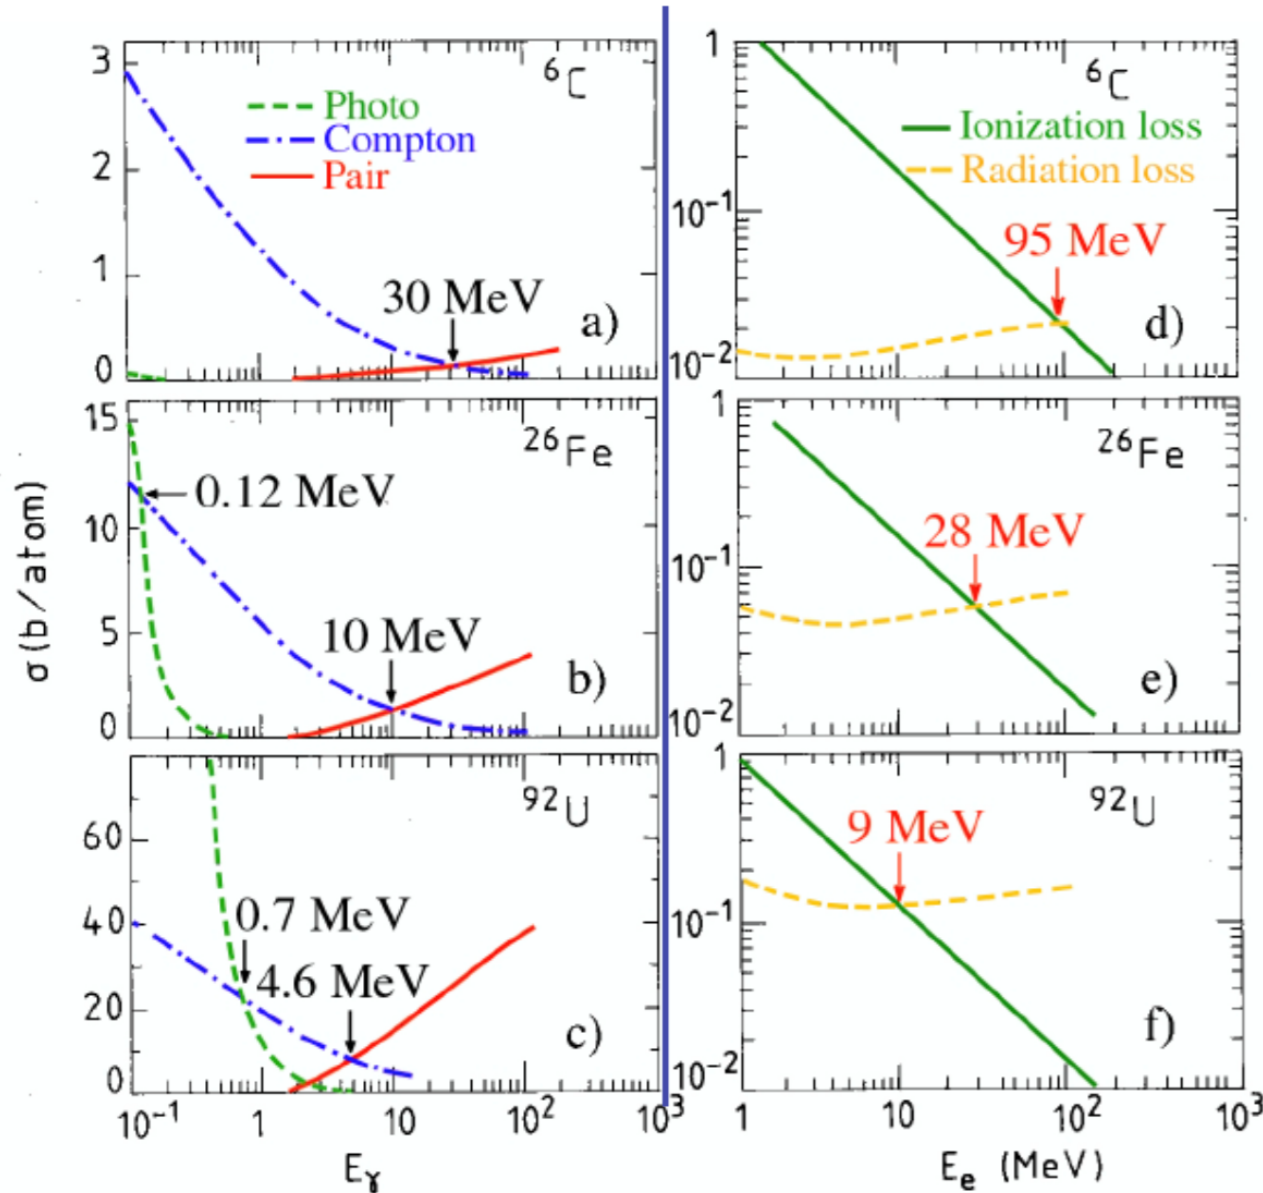 3
2
1
0
⁶C
Photo
Compton
Pair
30 MeV
a)
15
10
5
0
²⁶Fe
0.12 MeV
10 MeV
b)
σ(b/atom)
60
40
20
0
⁹²U
0.7 MeV
4.6 MeV
c)
10⁻¹ 1 10 10² 10³
Eγ
1
10⁻¹
10⁻²
⁶C
Ionization loss
Radiation loss
95 MeV
d)
1
10⁻¹
10⁻²
²⁶Fe
28 MeV
e)
1
10⁻¹
10⁻²
⁹²U
9 MeV
f)
1 10 10² 10³
Eₑ (MeV)